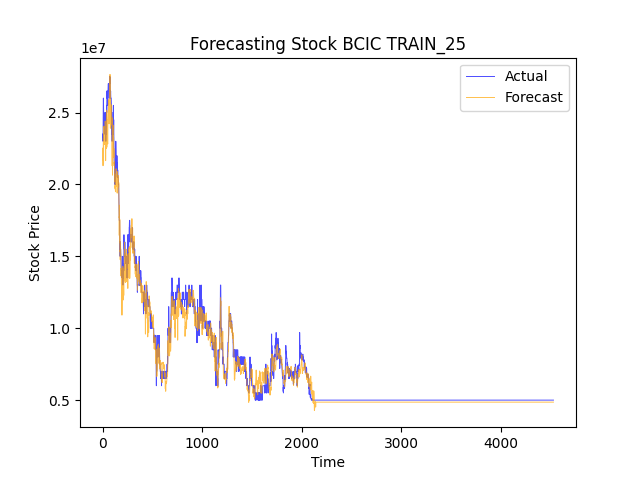 Forecasting Stock BCIC TRAIN_25
1e7
Actual
Forecast
2.5
2.0
1.5
1.0
0.5
Stock Price
0 1000 2000 3000 4000
Time